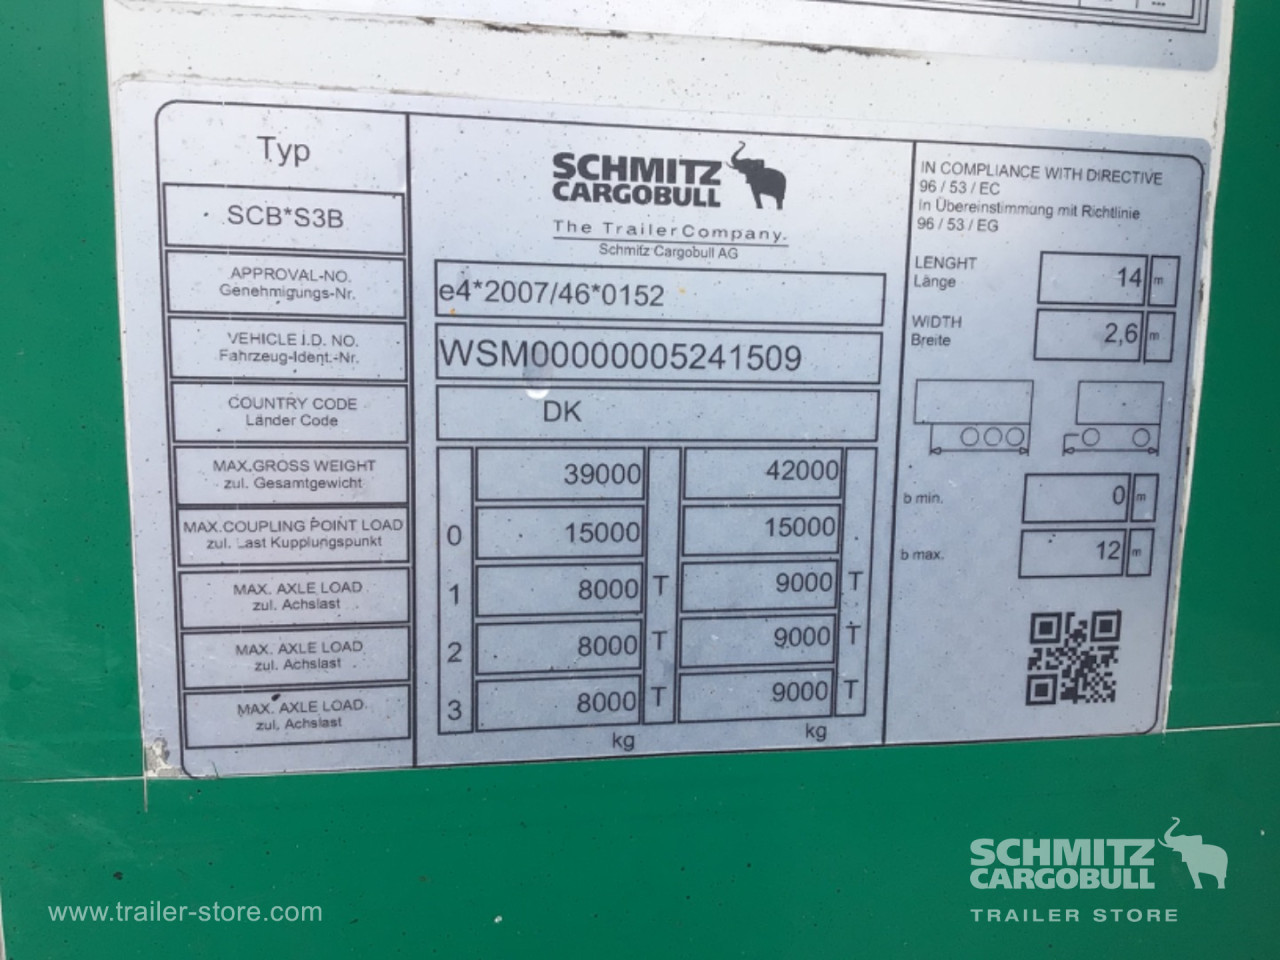 Typ
SCB*S3B
APPROVAL-NO.
Genehmigungs-Nr.
VEHICLE I.D. NO.
Fahrzeug-Ident.-Nr.
COUNTRY CODE
Länder Code
MAX.GROSS WEIGHT
zul. Gesamtgewicht
MAX.COUPLING POINT LOAD
zul. Last Kupplungspunkt
MAX. AXLE LOAD
zul. Achslast
MAX. AXLE LOAD
zul. Achslast
MAX. AXLE LOAD
zul. Achslast
SCHMITZ
CARGOBULL
The TrailerCompany.
Schmitz Cargobull AG
e4*2007/46*0152
WSM00000005241509
DK
39000 42000
0 15000 15000
1 8000 T 9000 T
2 8000 T 9000 T
3 8000 T 9000 T
kg kg
IN COMPLIANCE WITH DIRECTIVE
96 / 53 / EC
In Übereinstimmung mit Richtlinie
96 / 53 / EG
LENGHT
Länge
14 m
WIDTH
Breite
2,6 m
b min. 0 m
b max. 12 m
SCHMITZ
CARGOBULL
TRAILER STORE
www.trailer-store.com